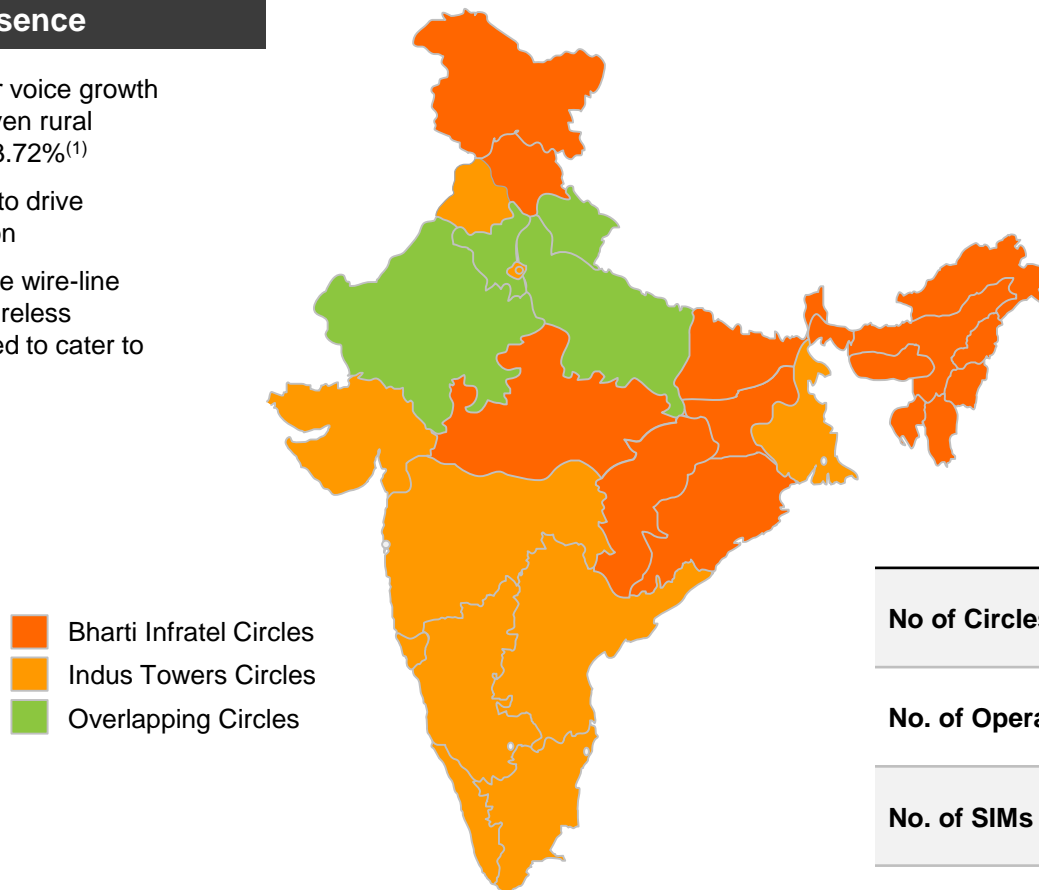 sence
r voice growth
ven rural
3.72%(1)
to drive
on
e wire-line
reless
ed to cater to
Bharti Infratel Circles
Indus Towers Circles
Overlapping Circles
No of Circles
No. of Opera
No. of SIMs